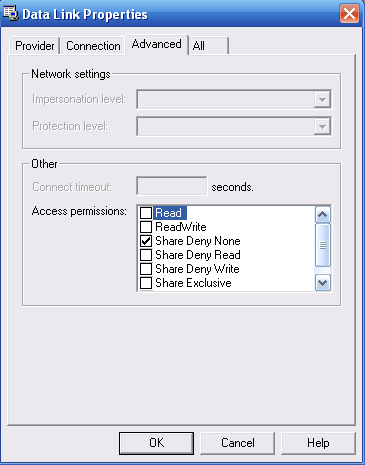 Data Link Properties
Provider Connection Advanced All
Network settings
Impersonation level:
Protection level:
Other
Connect timeout: seconds.
Access permissions: Read
ReadWrite
Share Deny None
Share Deny Read
Share Deny Write
Share Exclusive
OK Cancel Help